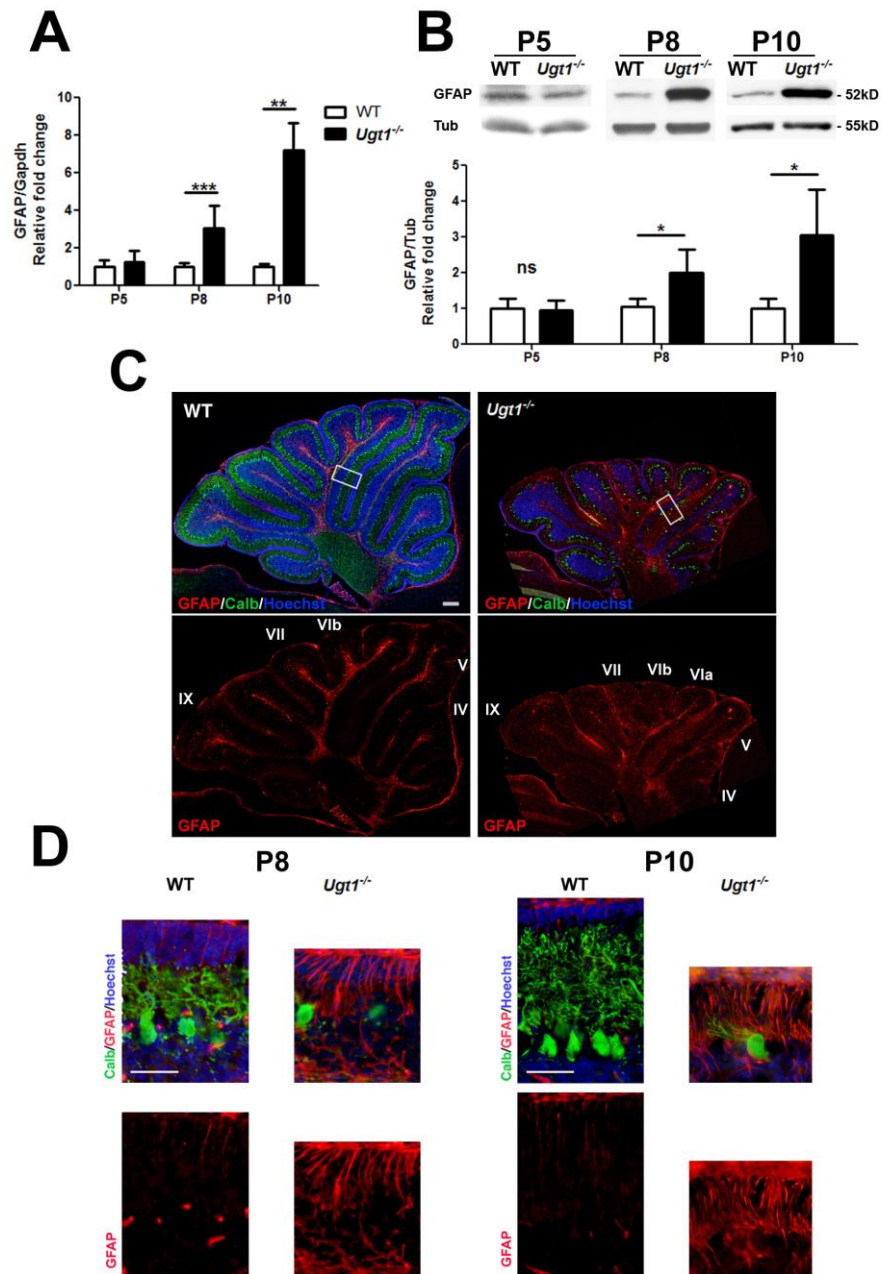 A
GFAP/Gapdh
Relative fold change
10
8
6
4
2
0
**
***
WT
Ugt1-/-
P5
P8
P10
B
P5 P8 P10
WT Ugt1-/- WT Ugt1-/- WT Ugt1-/-
GFAP
- 52kD
Tub
- 55kD
GFAP/Tub
Relative fold change
5
4
3
2
1
0
ns
*
*
P5
P8
P10
C
WT
Ugt1-/-
GFAP/Calb/Hoechst
GFAP/Calb/Hoechst
VIb
VII
IX
V
IV
GFAP
VII VIb VIa
IX
V
IV
GFAP
D
P8 P10
WT Ugt1-/- WT Ugt1-/-
Calb/GFAP/Hoechst
Calb/GFAP/Hoechst
GFAP
GFAP